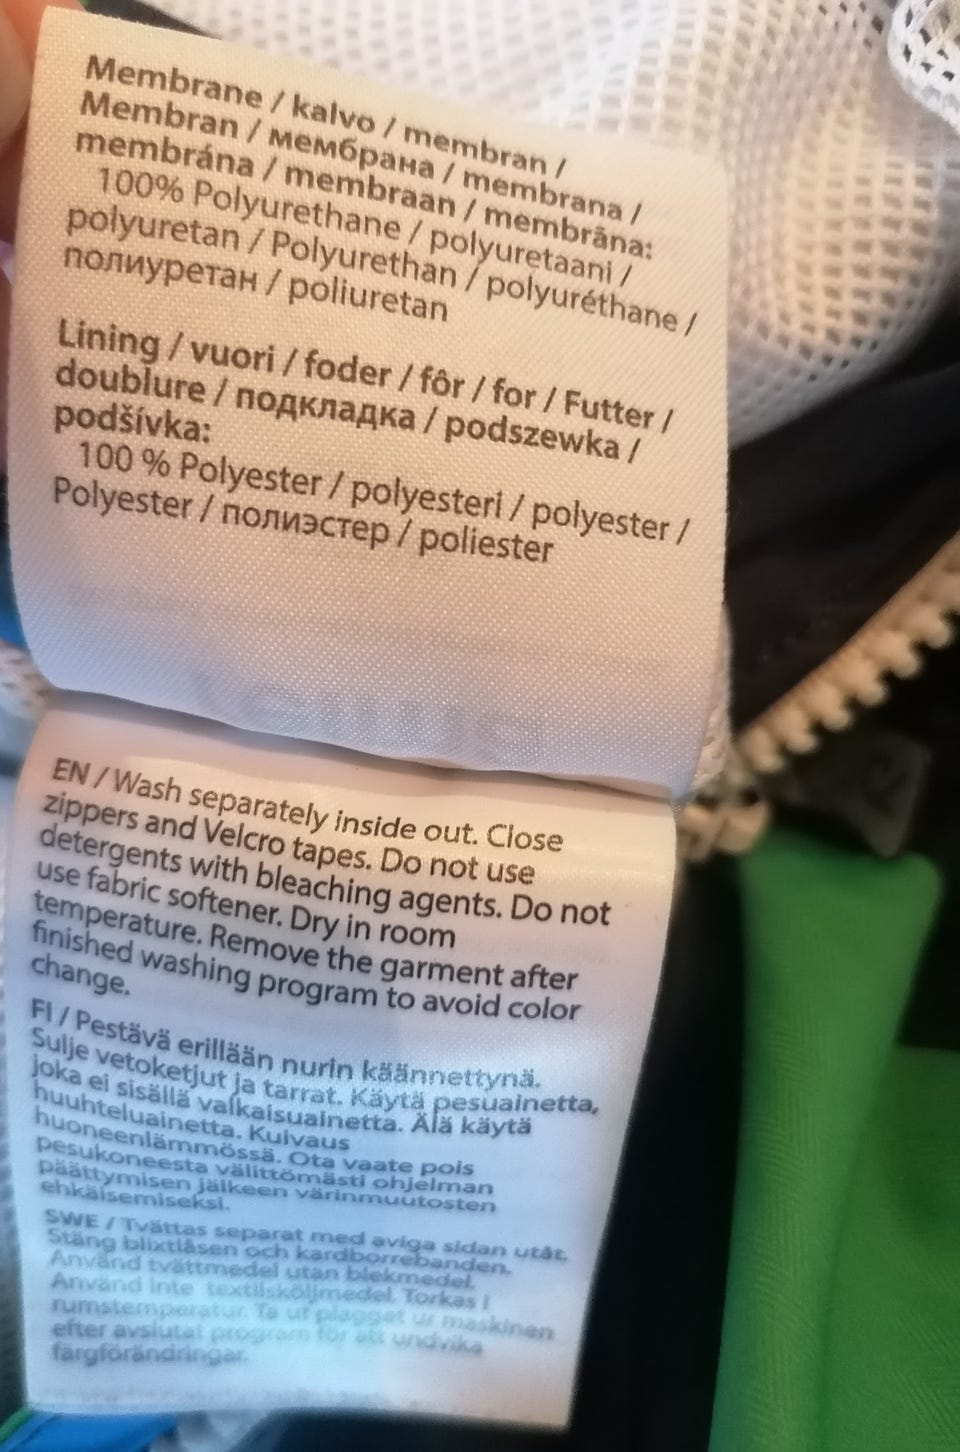 Membrane / kalvo / membran /
Membran / мембрана / membrana /
membrána / membraan / membrâna:
100% Polyurethane / polyuretaani /
polyuretan / Polyurethan / polyuréthane /
полиуретан / poliuretan
Lining / vuori / foder / fôr / for / Futter /
doublure / подкладка / podszewka /
podšívka:
100 % Polyester / polyesteri / polyester /
Polyester / полиэстер / poliester
EN / Wash separately inside out. Close
zippers and Velcro tapes. Do not use
detergents with bleaching agents. Do not
use fabric softener. Dry in room
temperature. Remove the garment after
finished washing program to avoid color
change.
FI / Pestävä erillään nurin käännettynä.
Sulje vetoketjut ja tarrat. Käytä pesuainetta,
joka ei sisällä valkaisuainetta. Älä käytä
huuhteluainetta. Kuivaus
huoneenlämmössä. Ota vaate pois
pesukoneesta välittömästi ohjelman
päättymisen jälkeen värinmuutosten
ehkäisemiseksi.
SWE / Tvättas separat med aviga sidan utåt.
Stäng blixtlåsen och kardborrebanden.
Använd tvättmedel utan blekmedel.
Använd inte textilsköljmedel. Torkas i
rumstemperatur. Ta ut plagget ur maskinen
efter avslutat program för att undvika
färgförändringar.